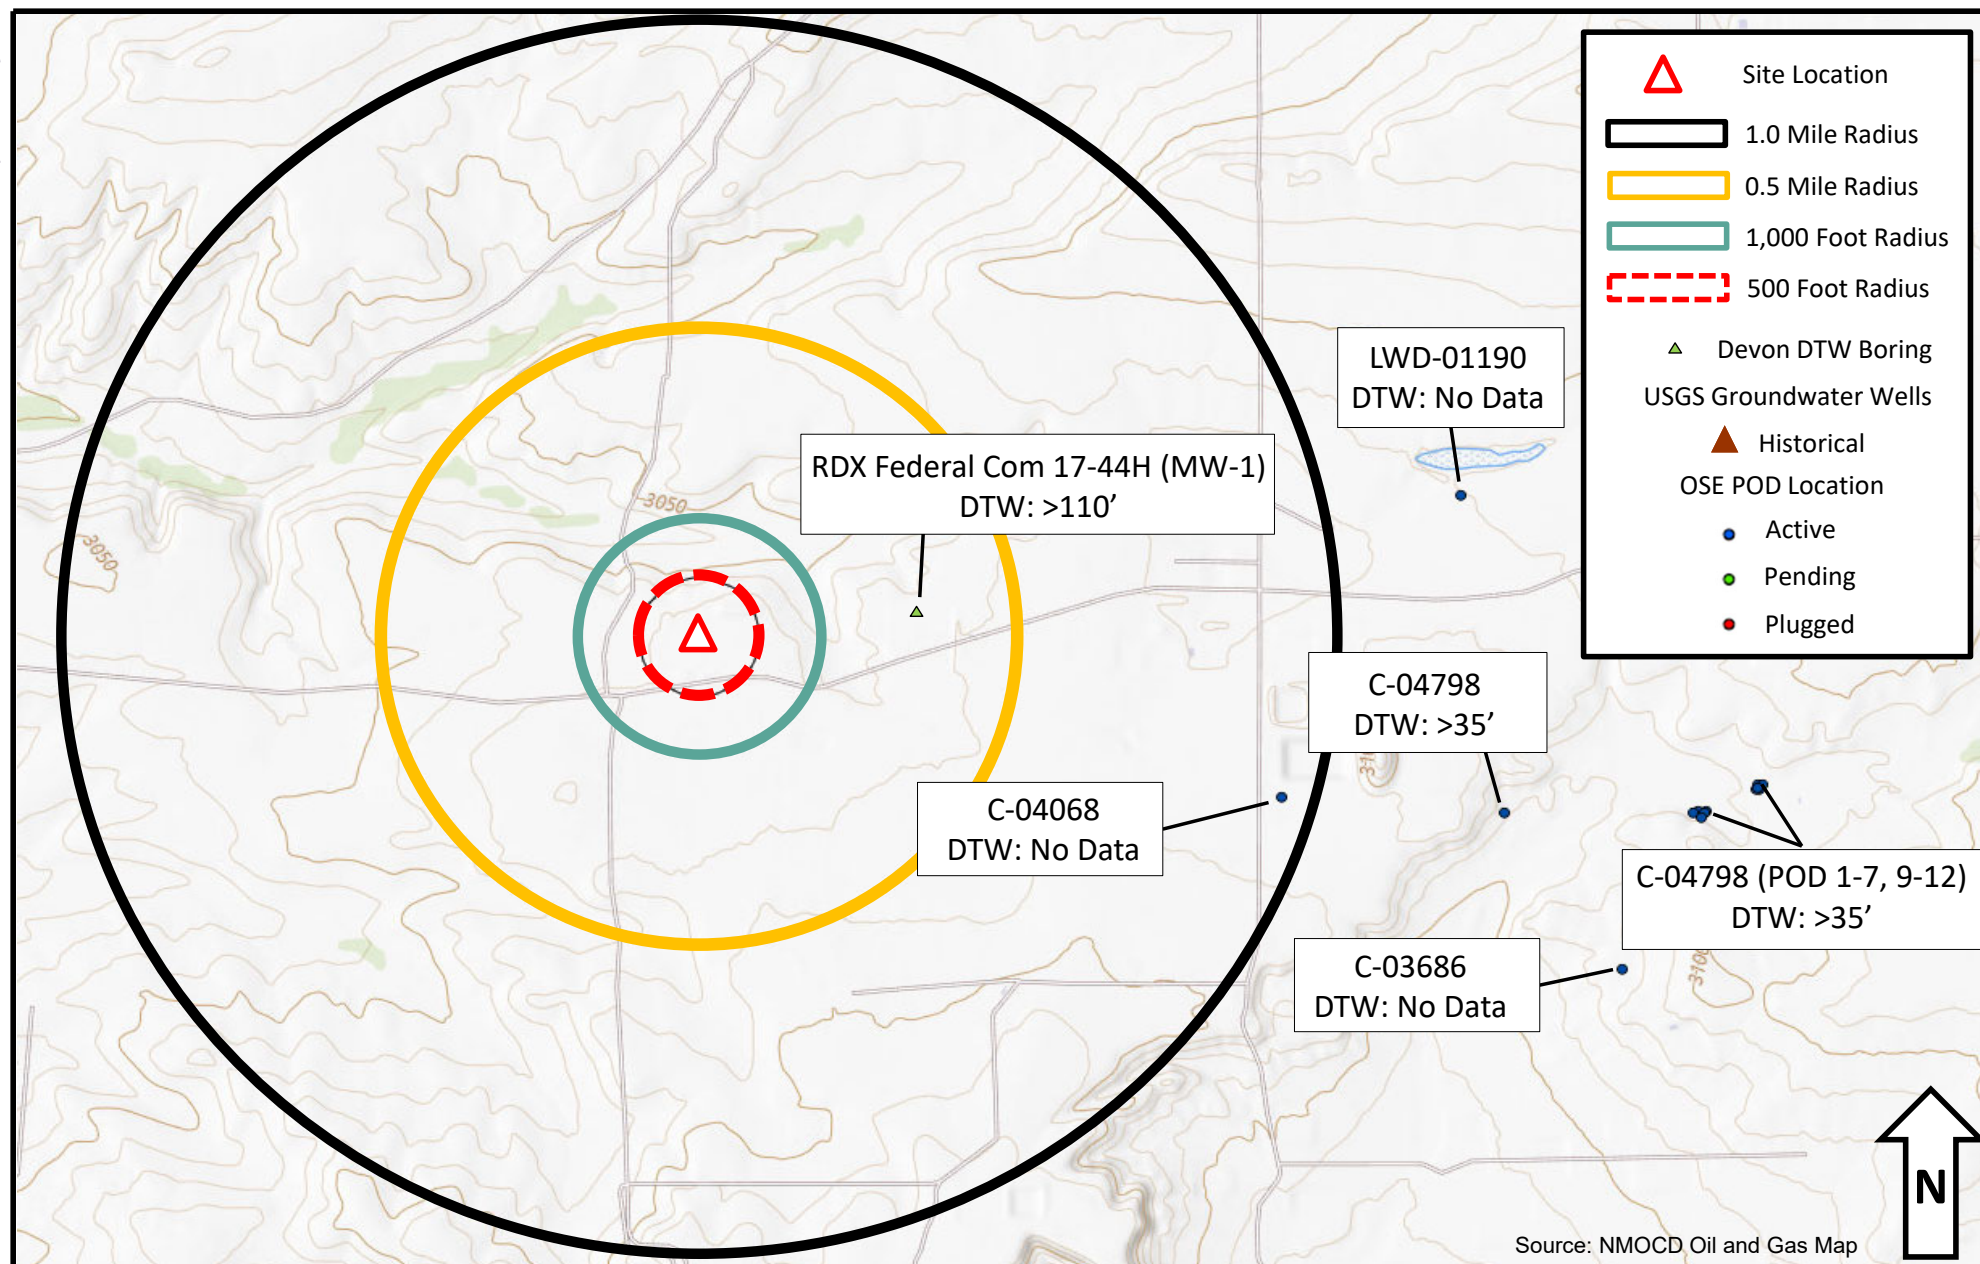 Site Location
1.0 Mile Radius
0.5 Mile Radius
1,000 Foot Radius
500 Foot Radius
Devon DTW Boring
USGS Groundwater Wells
Historical
OSE POD Location
Active
Pending
Plugged
LWD-01190
DTW: No Data
RDX Federal Com 17-44H (MW-1)
DTW: >110’
3050
3050
C-04798
DTW: >35’
C-04068
DTW: No Data
C-04798 (POD 1-7, 9-12)
DTW: >35’
C-03686
DTW: No Data
3100
N
Source: NMOCD Oil and Gas Map